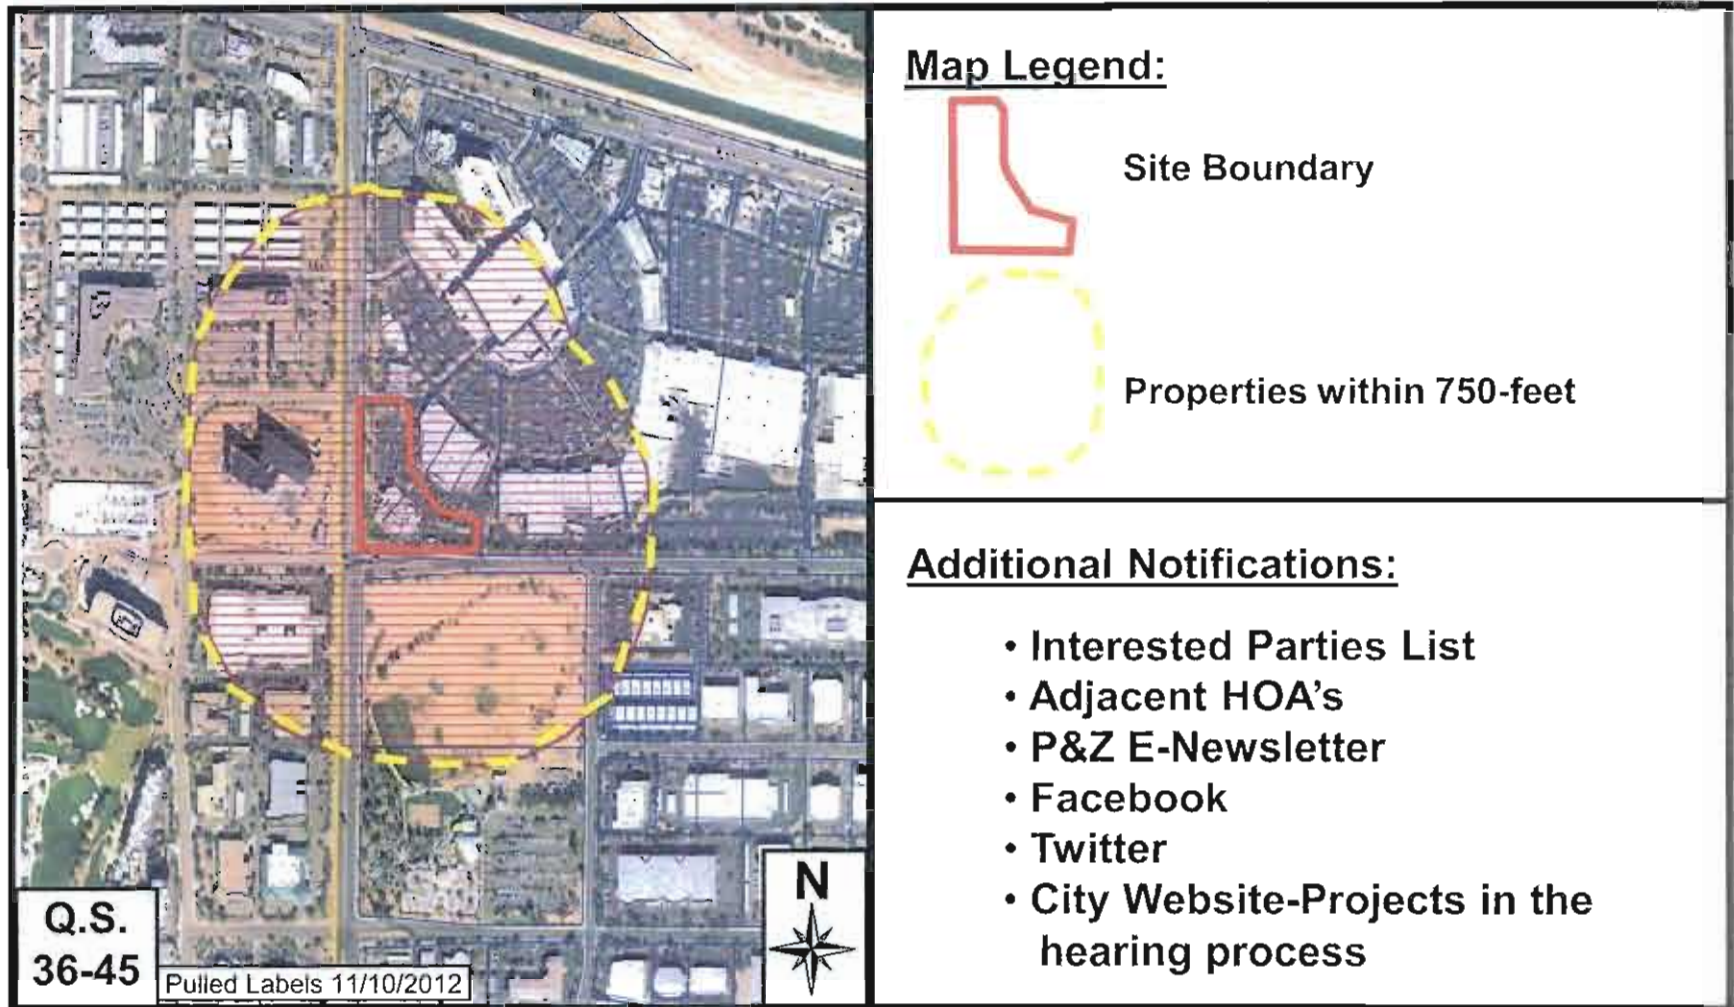 Map Legend:
Site Boundary
Properties within 750-feet
Additional Notifications:
• Interested Parties List
• Adjacent HOA's
• P&Z E-Newsletter
• Facebook
• Twitter
• City Website-Projects in the
hearing process
Q.S.
36-45
Pulled Labels 11/10/2012
N